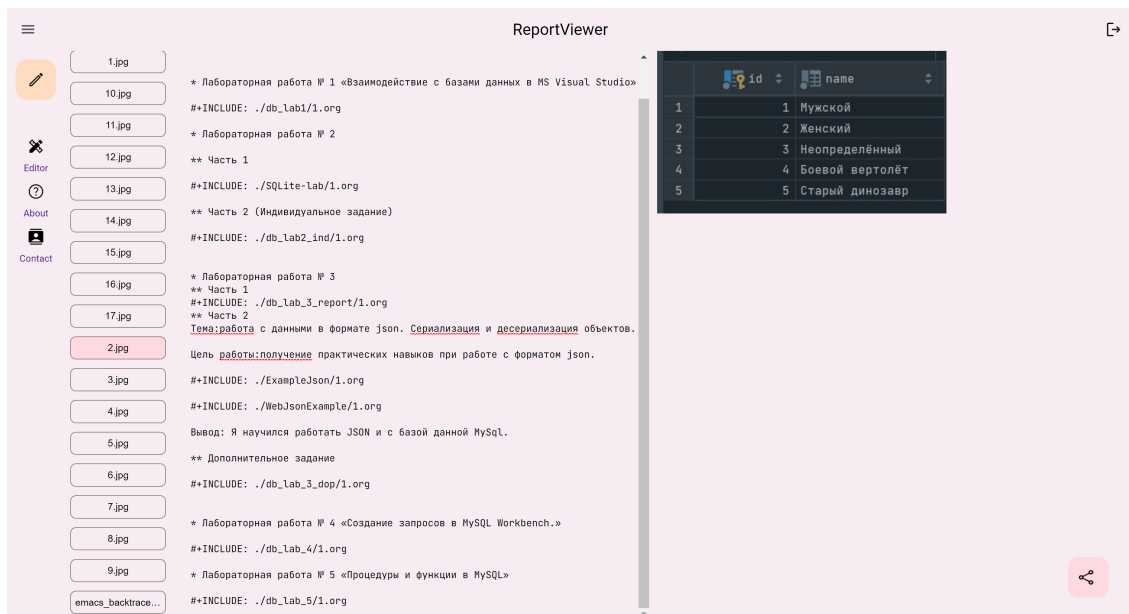 ReportViewer
Editor
About
Contact
1.jpg
10.jpg
11.jpg
12.jpg
13.jpg
14.jpg
15.jpg
16.jpg
17.jpg
2.jpg
3.jpg
4.jpg
5.jpg
6.jpg
7.jpg
8.jpg
9.jpg
emacs_backtrace...
* Лабораторная работа № 1 «Взаимодействие с базами данных в MS Visual Studio»
#+INCLUDE: ./db_lab1/1.org
* Лабораторная работа № 2
** Часть 1
#+INCLUDE: ./SQLite-lab/1.org
** Часть 2 (Индивидуальное задание)
#+INCLUDE: ./db_lab2_ind/1.org
* Лабораторная работа № 3
** Часть 1
#+INCLUDE: ./db_lab_3_report/1.org
** Часть 2
Тема:работа с данными в формате json. Сериализация и десериализация объектов.
Цель работы:получение практических навыков при работе с форматом json.
#+INCLUDE: ./ExampleJson/1.org
#+INCLUDE: ./WebJsonExample/1.org
Вывод: Я научился работать JSON и с базой данной MySql.
** Дополнительное задание
#+INCLUDE: ./db_lab_3_dop/1.org
* Лабораторная работа № 4 «Создание запросов в MySQL Workbench.»
#+INCLUDE: ./db_lab_4/1.org
* Лабораторная работа № 5 «Процедуры и функции в MySQL»
#+INCLUDE: ./db_lab_5/1.org
id name
1 1 Мужской
2 2 Женский
3 3 Неопределённый
4 4 Боевой вертолёт
5 5 Старый динозавр